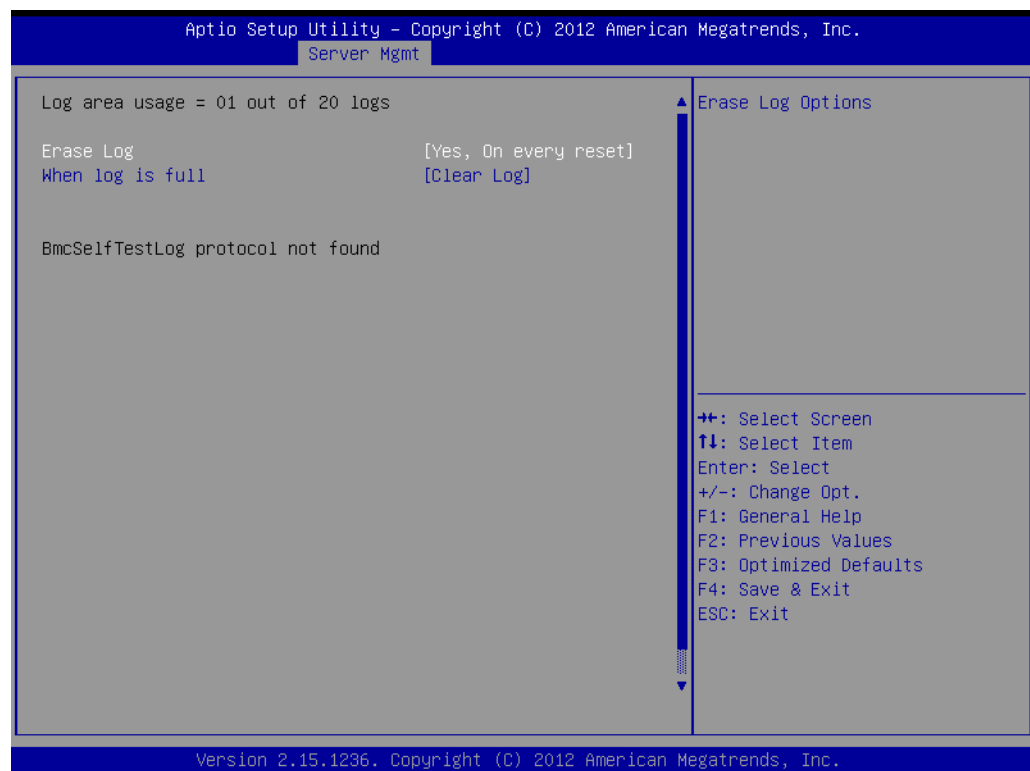 Aptio Setup Utility – Copyright (C) 2012 American Megatrends, Inc.
Server Mgmt
Log area usage = 01 out of 20 logs
Erase Log [Yes, On every reset]
When log is full [Clear Log]
BmcSelfTestLog protocol not found
Erase Log Options
→←: Select Screen
↑↓: Select Item
Enter: Select
+/-: Change Opt.
F1: General Help
F2: Previous Values
F3: Optimized Defaults
F4: Save & Exit
ESC: Exit
Version 2.15.1236. Copyright (C) 2012 American Megatrends, Inc.